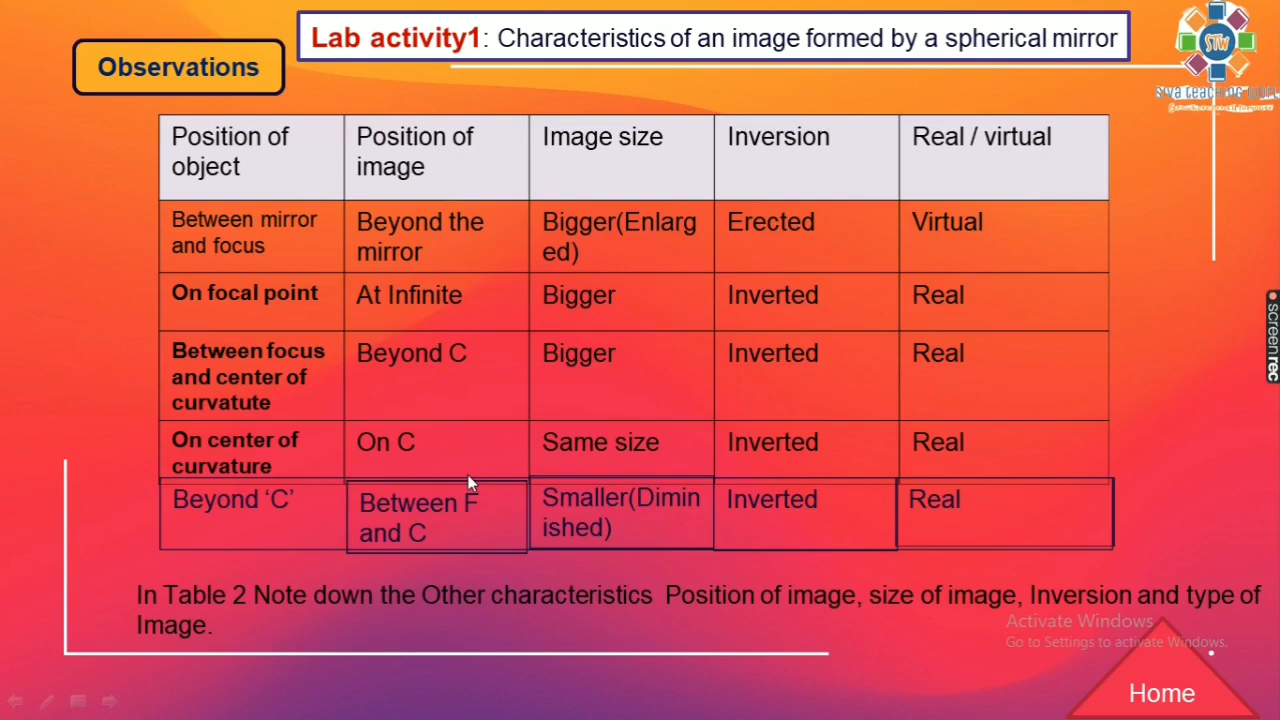 Lab activity1: Characteristics of an image formed by a spherical mirror
Observations
STW
Position of object
Position of image
Image size
Inversion
Real / virtual
Between mirror and focus
Beyond the mirror
Bigger(Enlarg
ed)
Erected
Virtual
On focal point
At Infinite
Bigger
Inverted
Real
Between focus and center of curvatute
Beyond C
Bigger
Inverted
Real
On center of curvature
On C
Same size
Inverted
Real
Beyond ‘C’
Between F and C
Smaller(Dimin
ished)
Inverted
Real
In Table 2 Note down the Other characteristics  Position of image, size of image, Inversion and type of
Image.
Activate Windows
Go to Settings to activate Windows.
Home
screenrec